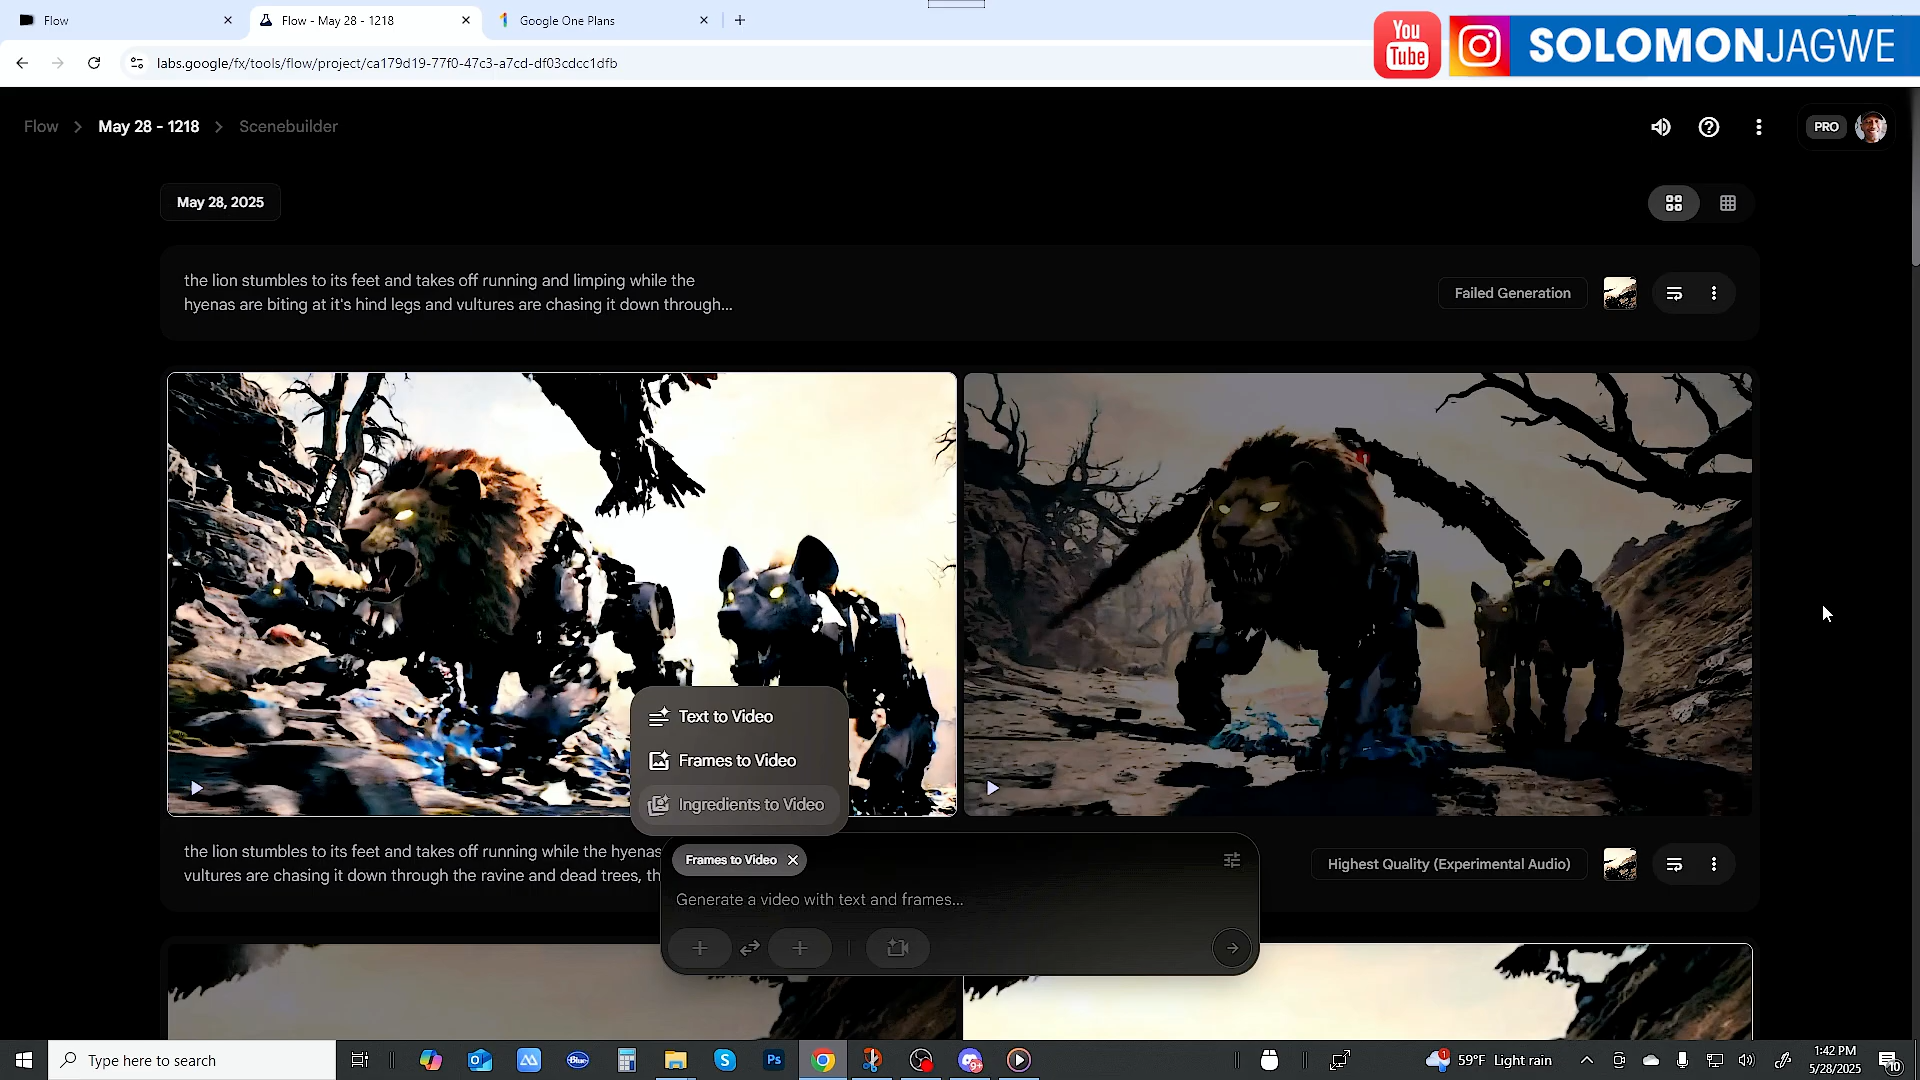 Flow
Flow - May 28 - 1218
Google One Plans
You
Tube
SOLOMONJAGWE
labs.google/fx/tools/flow/project/ca179d19-77f0-47c3-a7cd-df03cdcc1dfb
Flow > May 28 - 1218 > Scenebuilder
PRO
May 28, 2025
the lion stumbles to its feet and takes off running and limping while the
hyenas are biting at it's hind legs and vultures are chasing it down through...
Failed Generation
Text to Video
Frames to Video
Ingredients to Video
the lion stumbles to its feet and takes off running while the hyenas
vultures are chasing it down through the ravine and dead trees, th
Highest Quality (Experimental Audio)
Frames to Video
Generate a video with text and frames...
Type here to search
Blue
Ps
9+
1
59°F Light rain
1:42 PM
5/28/2025
10